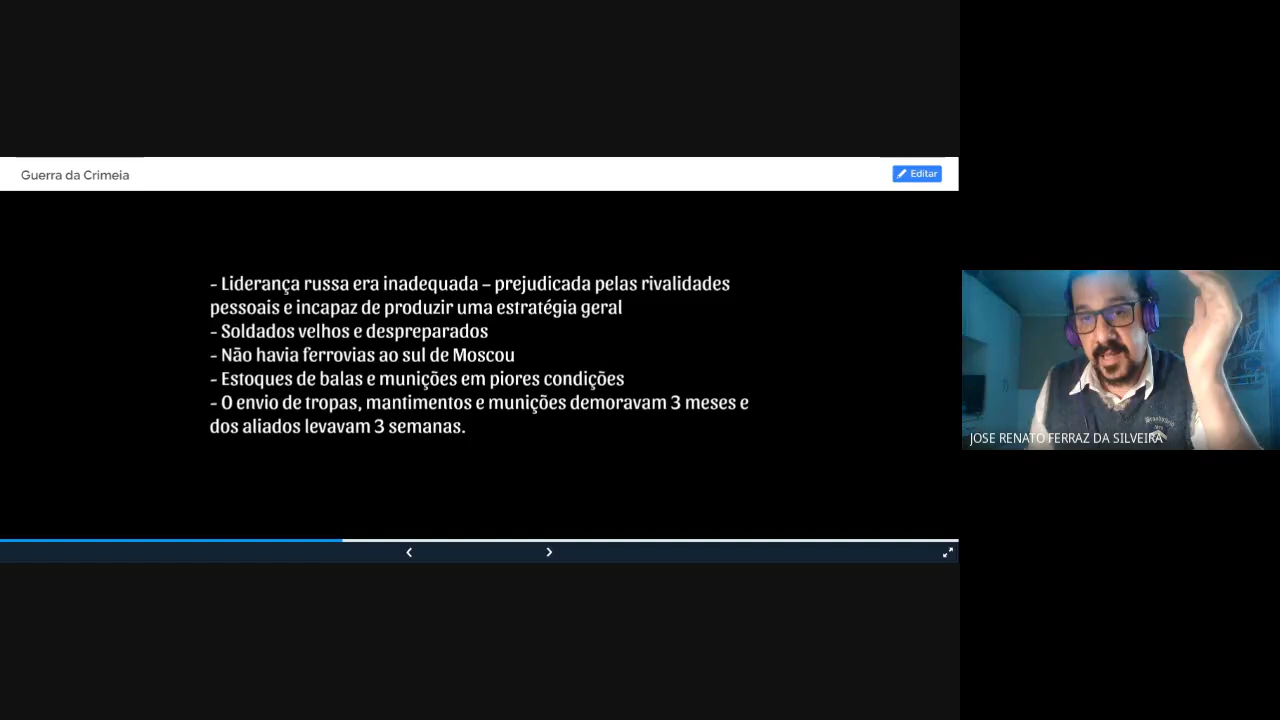 Guerra da Crimeia
Editar
- Liderança russa era inadequada – prejudicada pelas rivalidades
pessoais e incapaz de produzir uma estratégia geral
- Soldados velhos e despreparados
- Não havia ferrovias ao sul de Moscou
- Estoques de balas e munições em piores condições
- O envio de tropas, mantimentos e munições demoravam 3 meses e
dos aliados levavam 3 semanas.
JOSE RENATO FERRAZ DA SILVEIRA